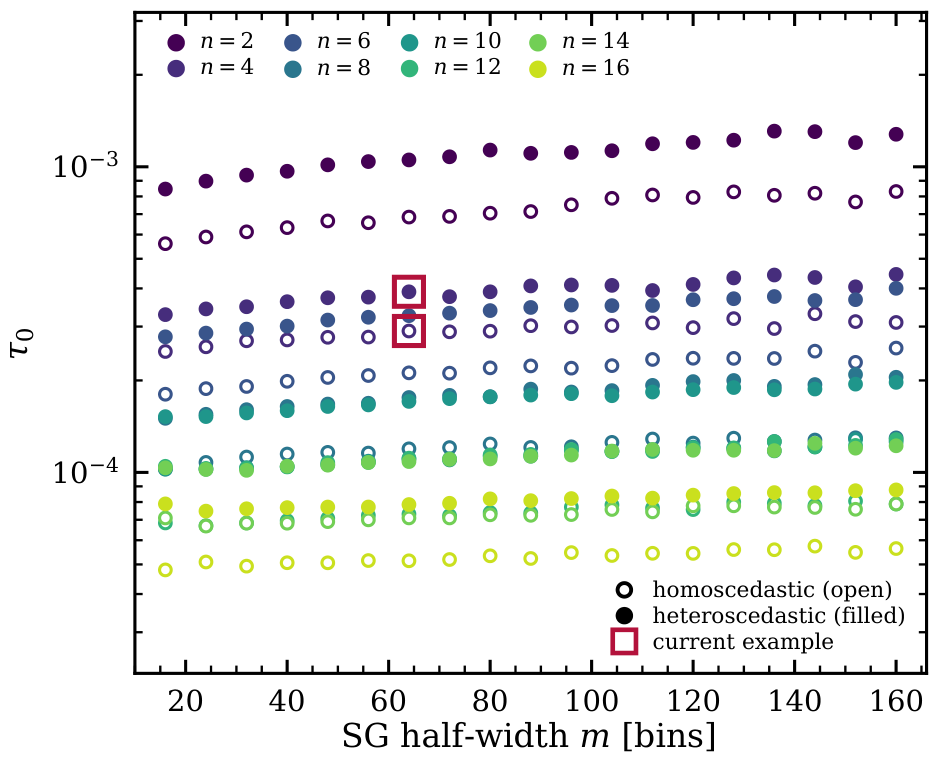 n = 2 n = 6 n = 10 n = 14
n = 4 n = 8 n = 12 n = 16
10⁻³
10⁻⁴
τ₀
homoscedastic (open)
heteroscedastic (filled)
current example
20 40 60 80 100 120 140 160
SG half-width m [bins]